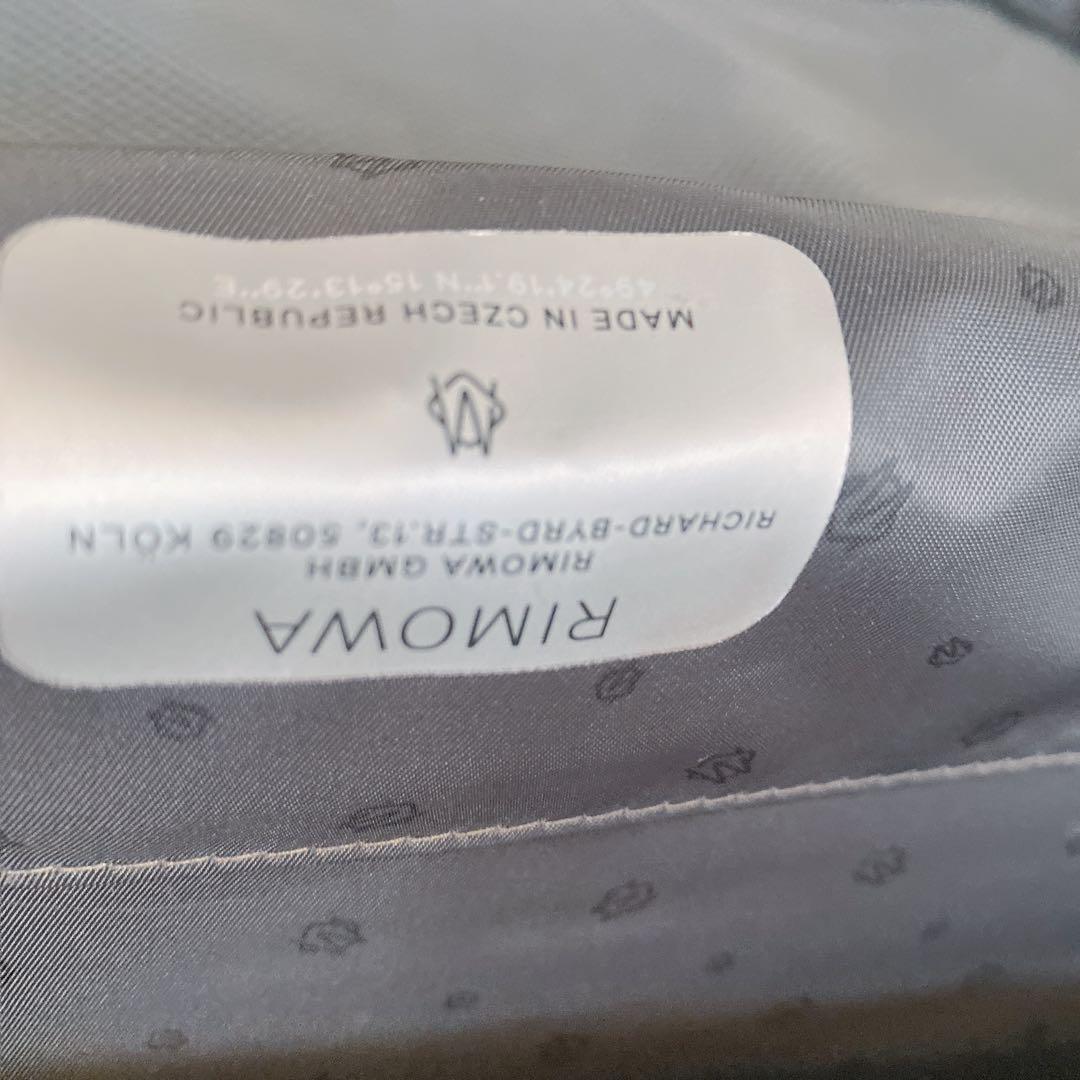 RIMOWA
RIMOWA GMBH
RICHARD-BYRD-STR.13, 50829 KÖLN
MADE IN CZECH REPUBLIC
49°24'19.1''N 15°13'29''E